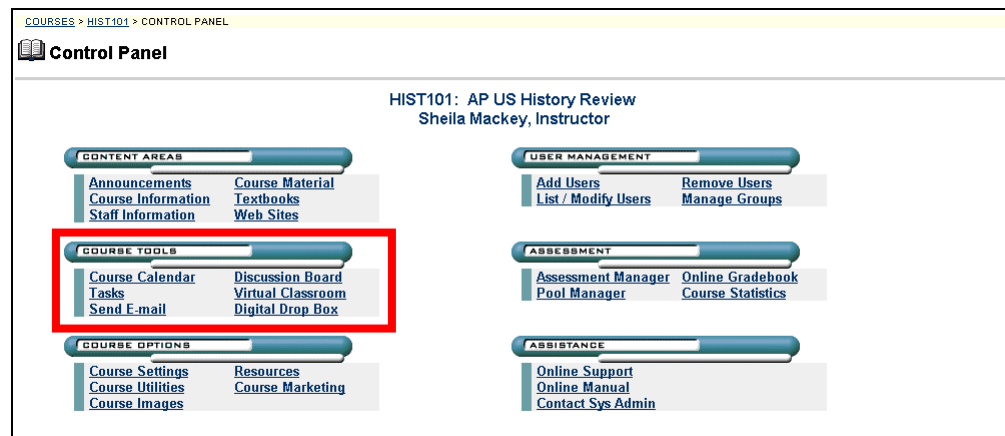 COURSES > HIST101 > CONTROL PANEL
Control Panel
HIST101: AP US History Review
Sheila Mackey, Instructor
CONTENT AREAS
Announcements Course Material
Course Information Textbooks
Staff Information Web Sites
USER MANAGEMENT
Add Users Remove Users
List / Modify Users Manage Groups
COURSE TOOLS
Course Calendar Discussion Board
Tasks Virtual Classroom
Send E-mail Digital Drop Box
ASSESSMENT
Assessment Manager Online Gradebook
Pool Manager Course Statistics
COURSE OPTIONS
Course Settings Resources
Course Utilities Course Marketing
Course Images
ASSISTANCE
Online Support
Online Manual
Contact Sys Admin